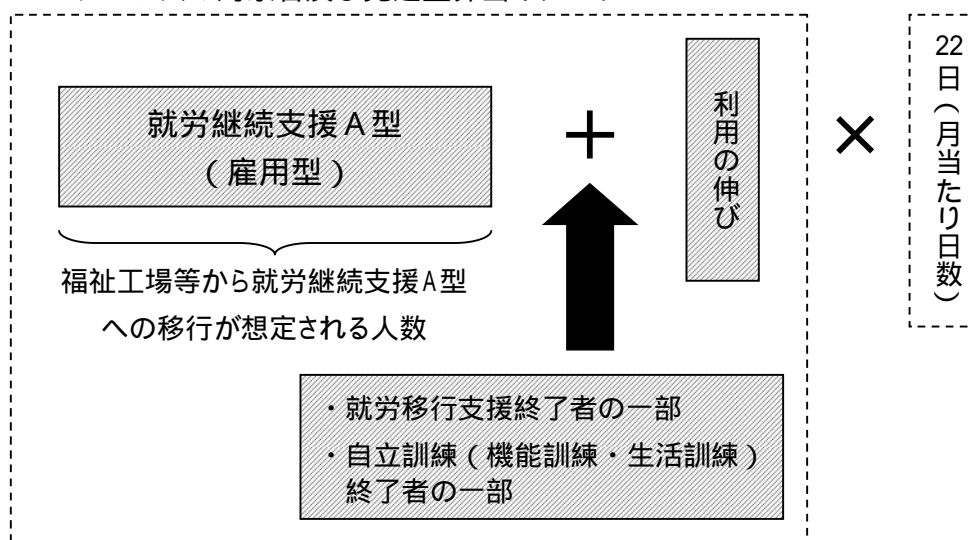 就労継続支援Ａ型
（雇用型）
＋
利用の伸び
×
22日（月当たり日数）
福祉工場等から就労継続支援A型
への移行が想定される人数
・就労移行支援終了者の一部
・自立訓練（機能訓練・生活訓練）
終了者の一部